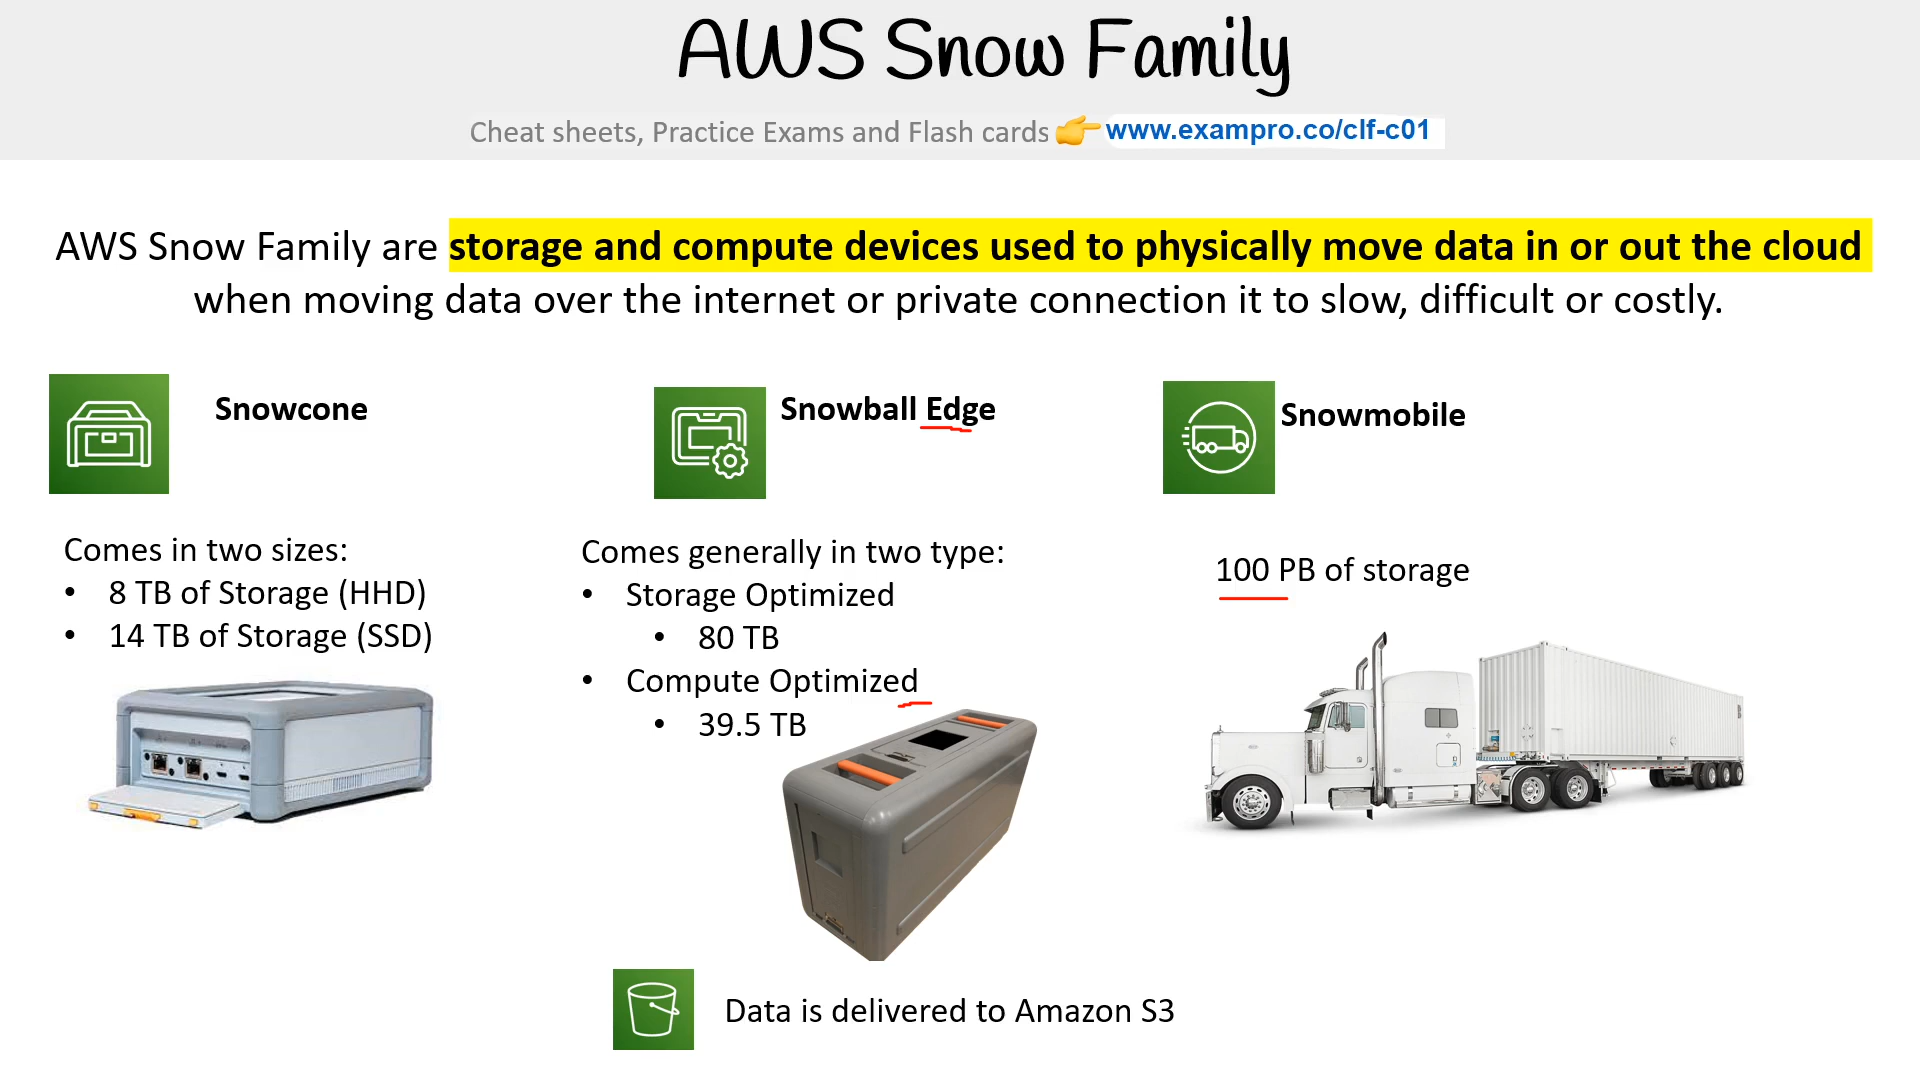 AWS Snow Family
Cheat sheets, Practice Exams and Flash cards 👉 www.exampro.co/clf-c01
AWS Snow Family are storage and compute devices used to physically move data in or out the cloud
when moving data over the internet or private connection it to slow, difficult or costly.
Snowcone
Comes in two sizes:
• 8 TB of Storage (HHD)
• 14 TB of Storage (SSD)
Snowball Edge
Comes generally in two type:
• Storage Optimized
• 80 TB
• Compute Optimized
• 39.5 TB
Snowmobile
100 PB of storage
Data is delivered to Amazon S3